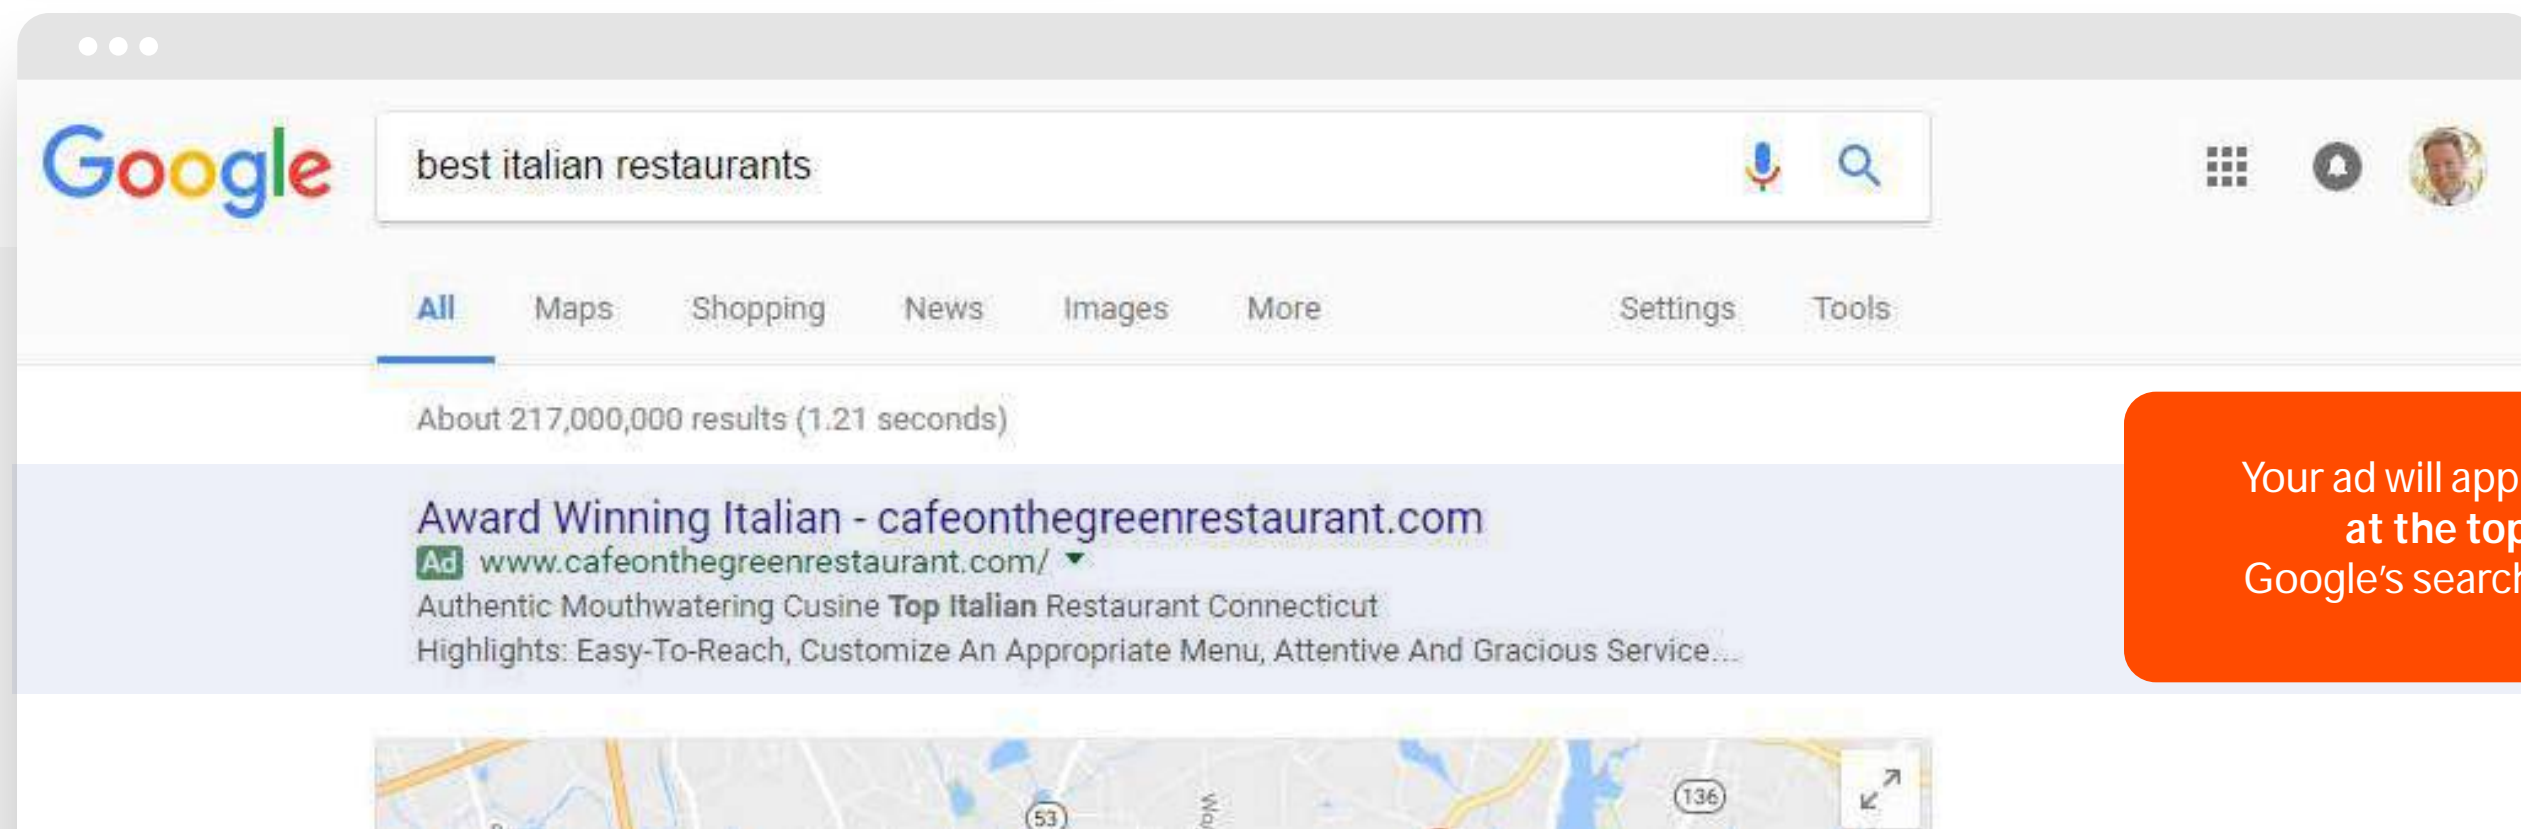 Google
best italian restaurants
All Maps Shopping News Images More Settings Tools
About 217,000,000 results (1.21 seconds)
Your ad will app
at the top
Google's search
Award Winning Italian - cafeonthegreenrestaurant.com
Ad www.cafeonthegreenrestaurant.com/
Authentic Mouthwatering Cusine Top Italian Restaurant Connecticut
Highlights: Easy-To-Reach, Customize An Appropriate Menu, Attentive And Gracious Service...
136
53